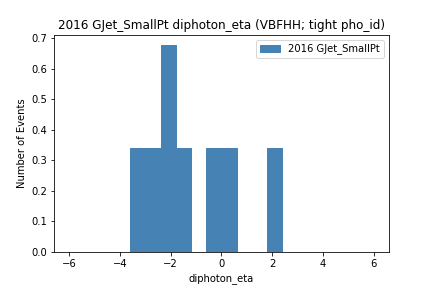 2016 GJet_SmallPt diphoton_eta (VBFHH; tight pho_id)
2016 GJet_SmallPt
0.7
0.6
0.5
0.4
0.3
0.2
0.1
0.0
Number of Events
−6 −4 −2 0 2 4 6
diphoton_eta